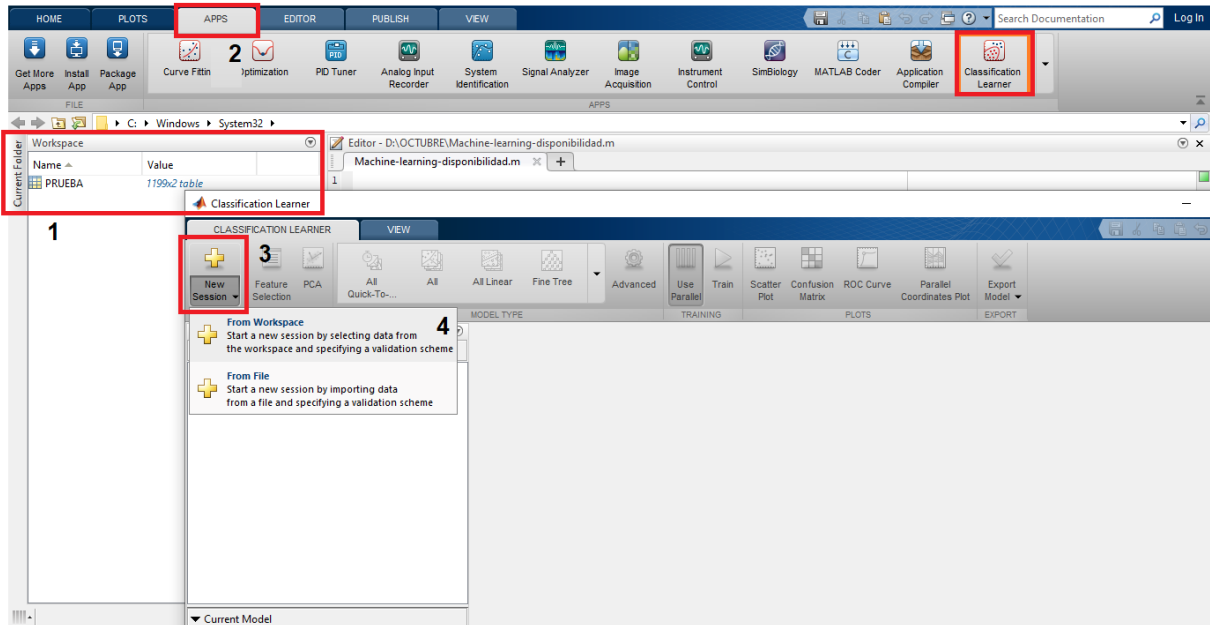 HOME PLOTS APPS EDITOR PUBLISH VIEW Search Documentation Log In
2
Get More Apps
Install App
Package App
Curve Fittin
ptimization
PID
PID Tuner
Analog Input Recorder
System Identification
Signal Analyzer
Image Acquisition
Instrument Control
SimBiology
C
MATLAB Coder
Application Compiler
Classification Learner
FILE APPS
C: Windows System32
Current Folder
Workspace
Name Value
PRUEBA 1199x2 table
1
Editor - D:\OCTUBRE\Machine-learning-disponibilidad.m
Machine-learning-disponibilidad.m +
1
Classification Learner
CLASSIFICATION LEARNER VIEW
3
New Session
Feature Selection
PCA
All Quick-To-...
All
All Linear
Fine Tree
Advanced
Use Parallel
Train
Scatter Plot
Confusion Matrix
ROC Curve
Parallel Coordinates Plot
Export Model
MODEL TYPE TRAINING PLOTS EXPORT
From Workspace
4
Start a new session by selecting data from
the workspace and specifying a validation scheme
From File
Start a new session by importing data
from a file and specifying a validation scheme
Current Model